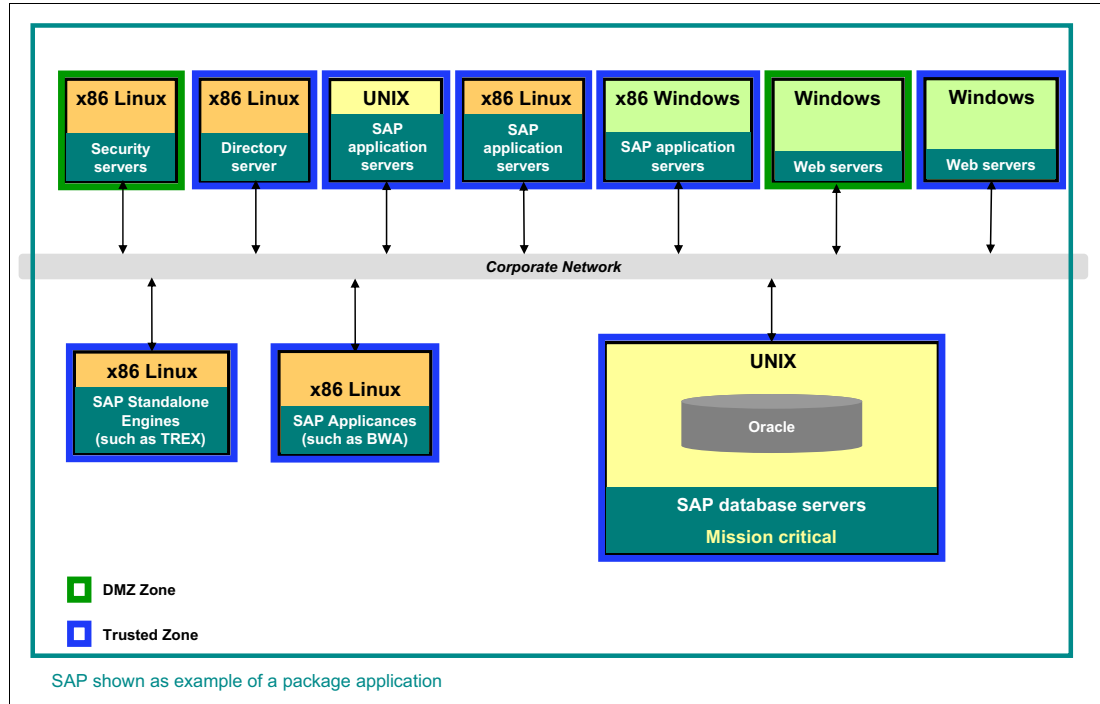 x86 Linux
Security
servers
x86 Linux
Directory
server
UNIX
SAP
application
servers
x86 Linux
SAP
application
servers
x86 Windows
SAP application
servers
Windows
Web servers
Windows
Web servers
Corporate Network
x86 Linux
SAP Standalone
Engines
(such as TREX)
x86 Linux
SAP Applicances
(such as BWA)
UNIX
Oracle
SAP database servers
Mission critical
DMZ Zone
Trusted Zone
SAP shown as example of a package application